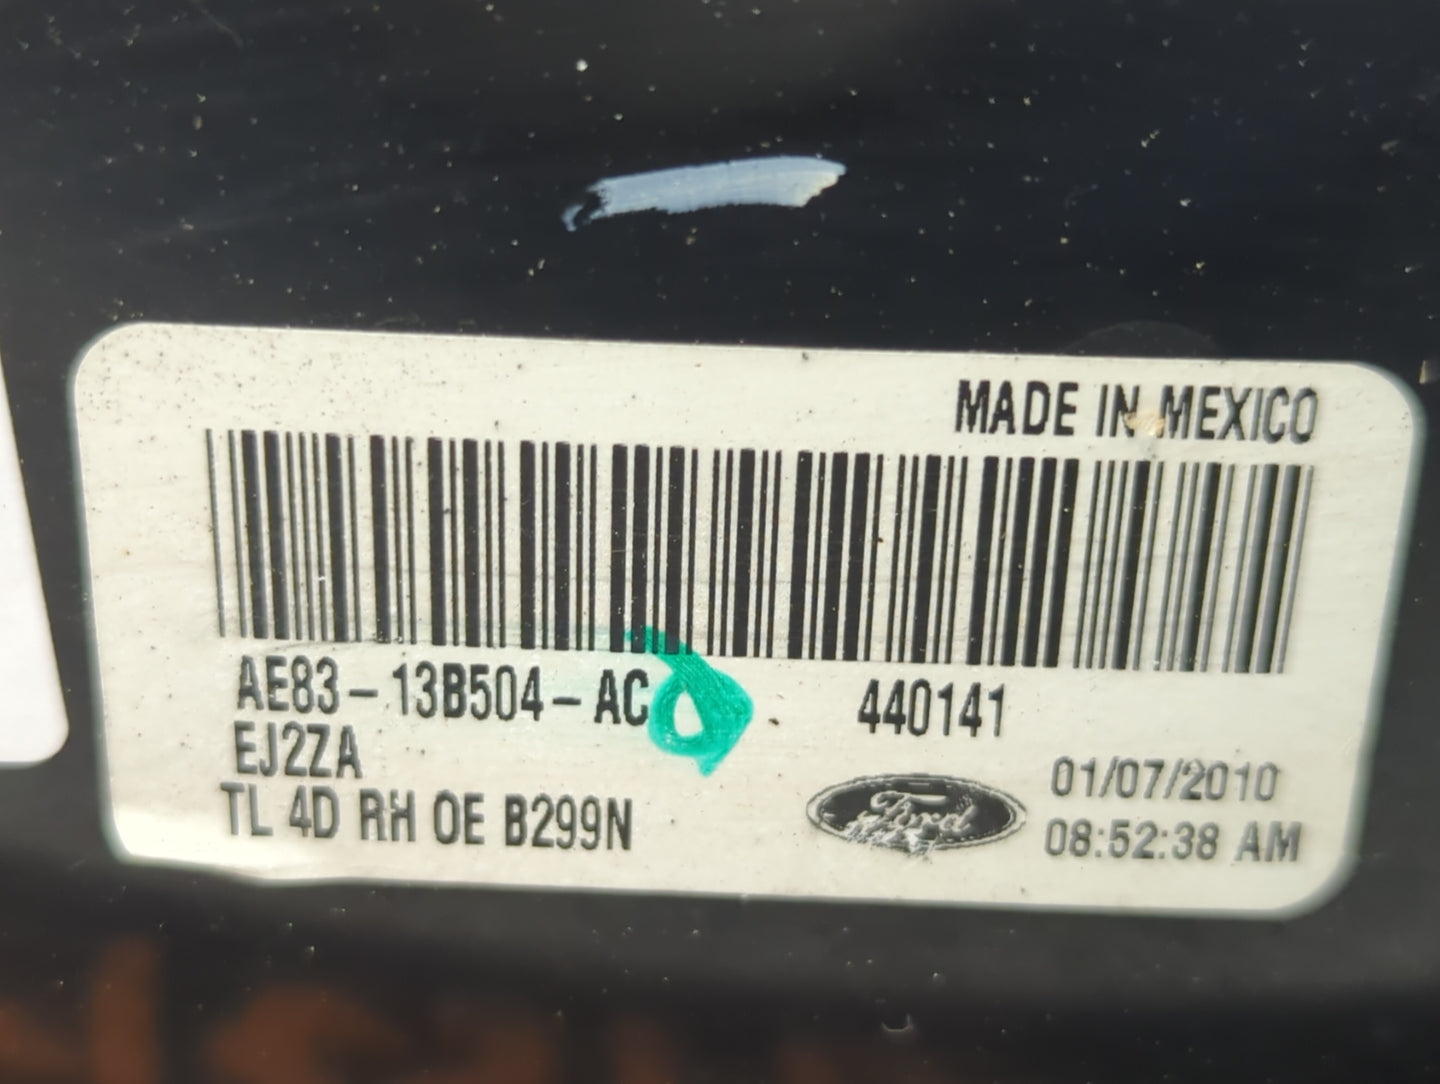 MADE IN MEXICO
AE83-13B504-AC 440141
EJ2ZA
TL 4D RH OE B299N
Ford
01/07/2010
08:52:38 AM